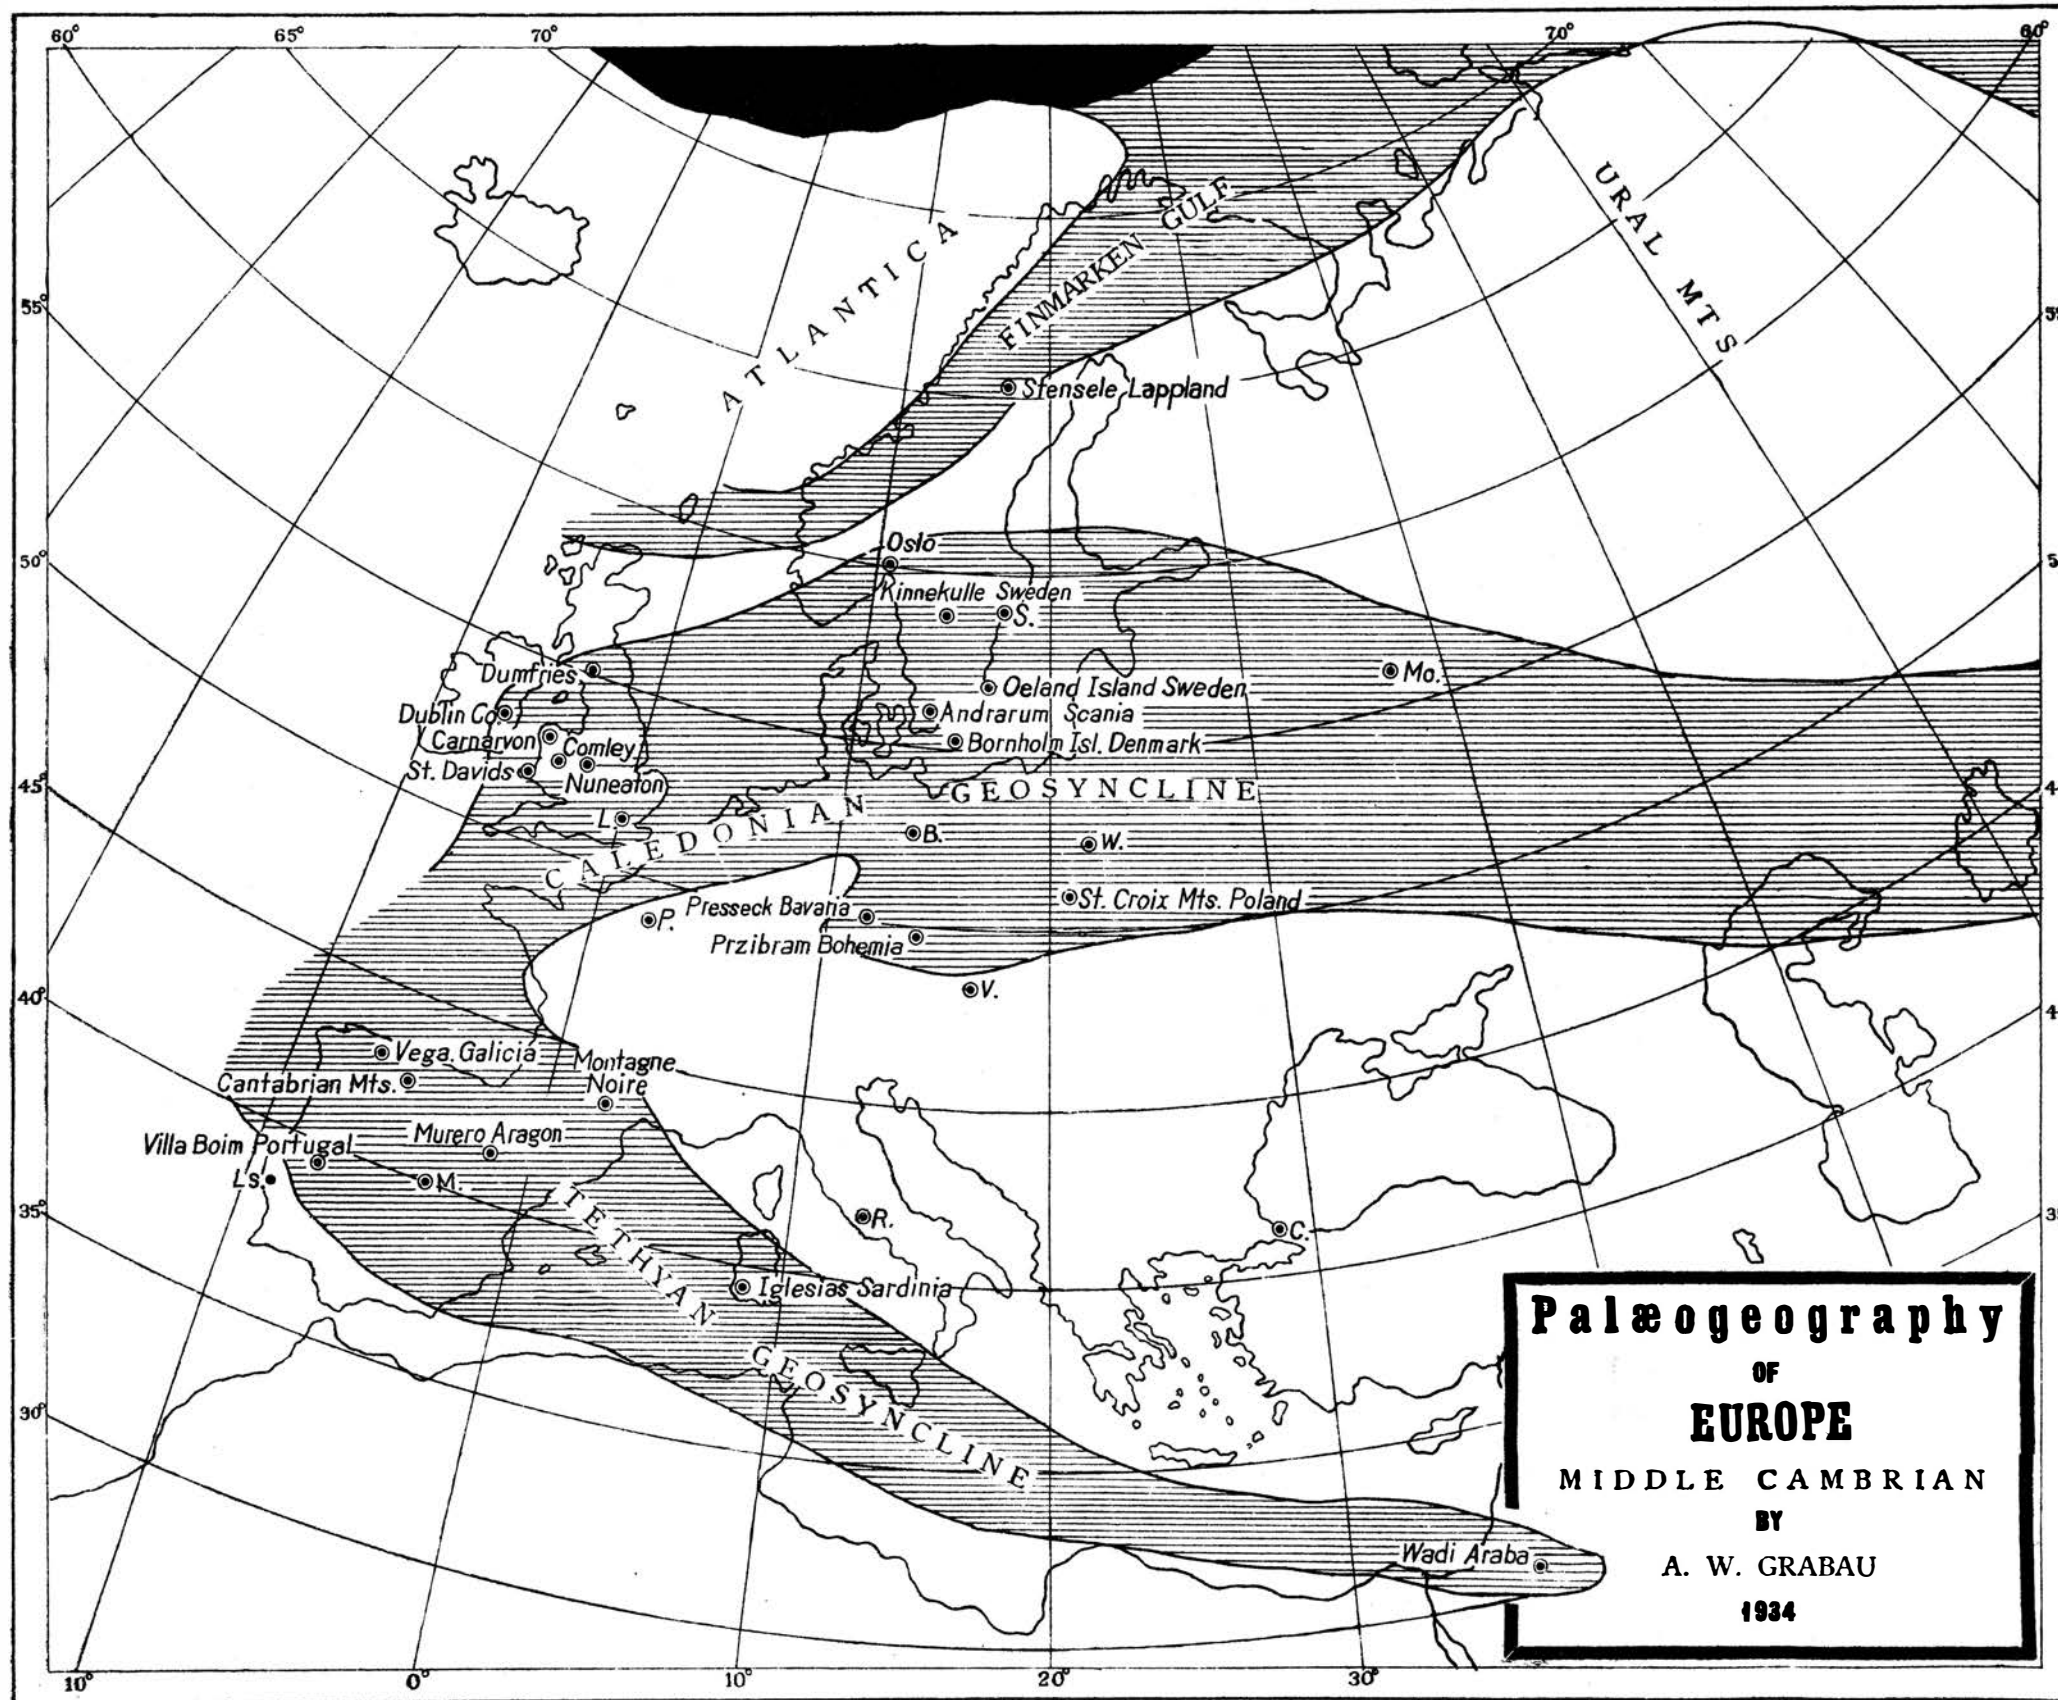 60°
65°
70°
70°
60°
55°
50°
45°
40°
35°
30°
10°
0°
10°
20°
30°
URAL MTS
ATLANTICA
FINMARKEN GULF
Stensele Lappland
Oslo
Kinnekulle Sweden
S.
Dumfries
Mo.
Oeland Island Sweden
Dublin Co.
Andrarum Scania
Carnarvon
Comley
Bornholm Isl. Denmark
St. Davids
Nuneaton
CALEDONIAN GEOSYNCLINE
L.
B.
W.
Presseck Bavaria
St. Croix Mts. Poland
P.
Przibram Bohemia
V.
Vega. Galicia
Montagne
Noire
Cantabrian Mts.
Murero Aragon
Villa Boim Portugal
Ls.
M.
R.
C.
TETHYAN GEOSYNCLINE
Iglesias Sardinia
Wadi Araba
Palæogeography
OF
EUROPE
MIDDLE CAMBRIAN
BY
A. W. GRABAU
1934